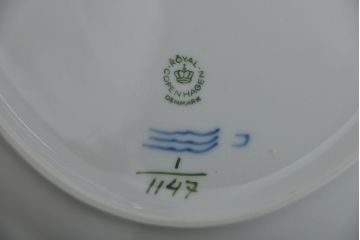 ROYAL
COPENHAGEN
DENMARK
1
1147